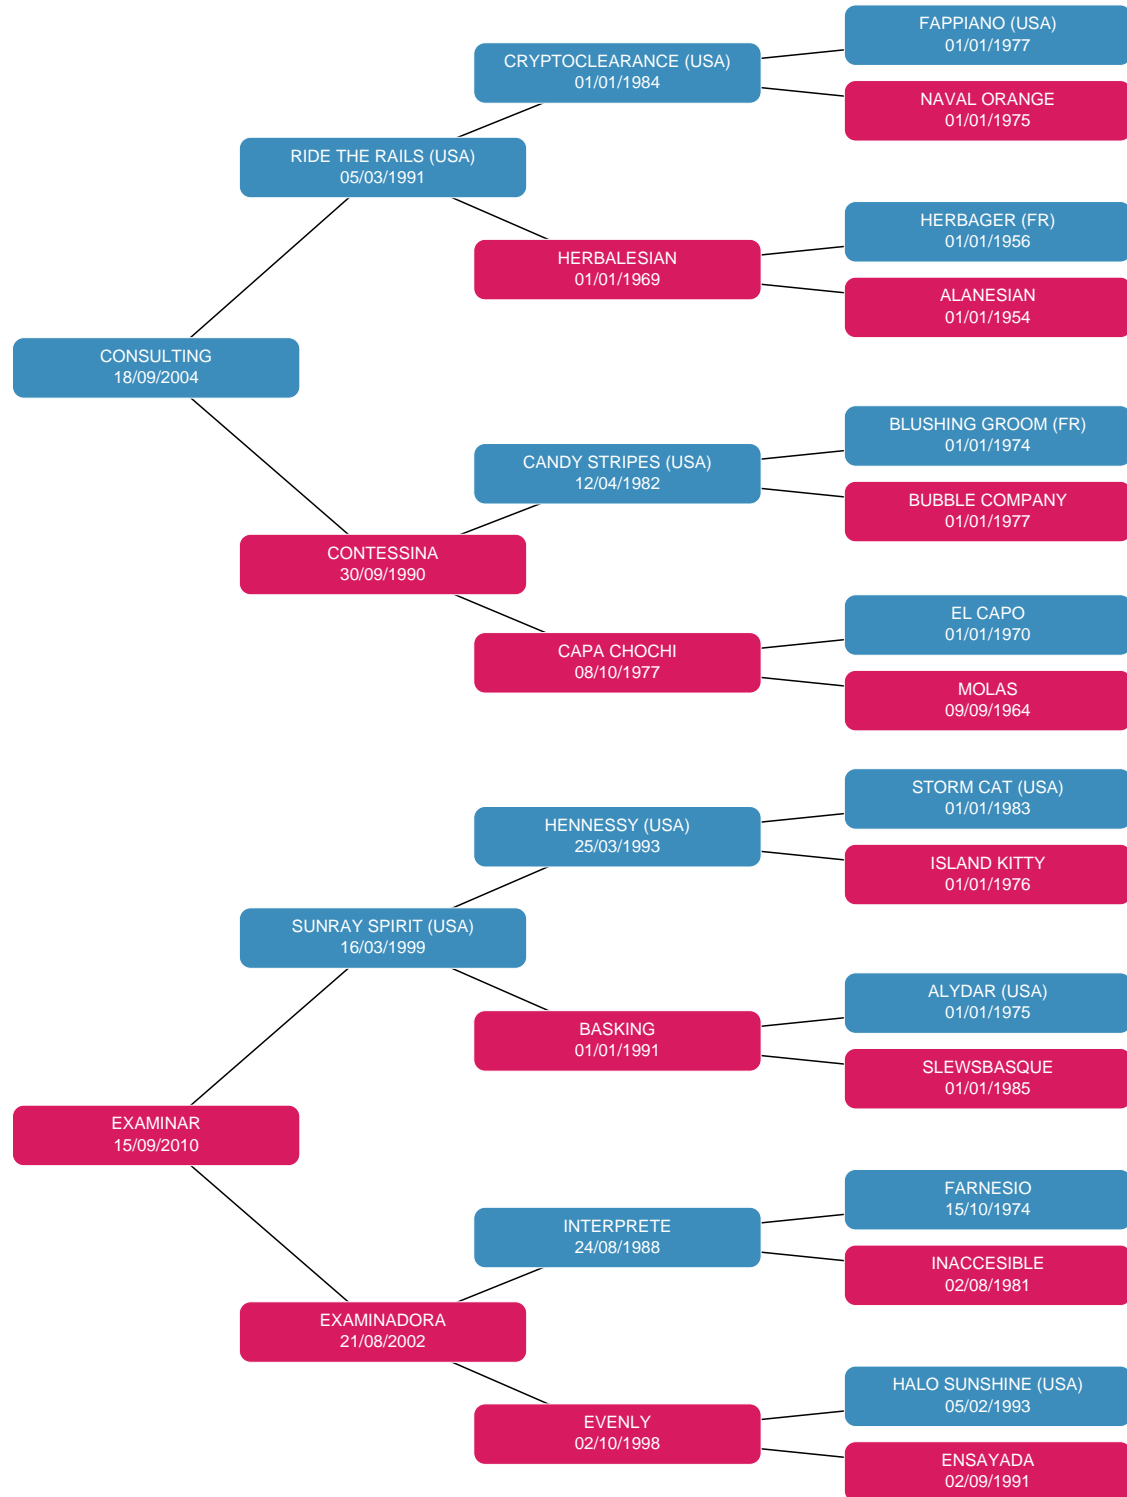 FAPPIANO (USA)
01/01/1977
CRYPTOCLEARANCE (USA)
01/01/1984
NAVAL ORANGE
01/01/1975
RIDE THE RAILS (USA)
05/03/1991
HERBAGER (FR)
01/01/1956
HERBALESIAN
01/01/1969
ALANESIAN
01/01/1954
CONSULTING
18/09/2004
BLUSHING GROOM (FR)
01/01/1974
CANDY STRIPES (USA)
12/04/1982
BUBBLE COMPANY
01/01/1977
CONTESSINA
30/09/1990
EL CAPO
01/01/1970
CAPA CHOCHI
08/10/1977
MOLAS
09/09/1964
STORM CAT (USA)
01/01/1983
HENNESSY (USA)
25/03/1993
ISLAND KITTY
01/01/1976
SUNRAY SPIRIT (USA)
16/03/1999
ALYDAR (USA)
01/01/1975
BASKING
01/01/1991
SLEWSBASQUE
01/01/1985
EXAMINAR
15/09/2010
FARNESIO
15/10/1974
INTERPRETE
24/08/1988
INACCESIBLE
02/08/1981
EXAMINADORA
21/08/2002
HALO SUNSHINE (USA)
05/02/1993
EVENLY
02/10/1998
ENSAYADA
02/09/1991